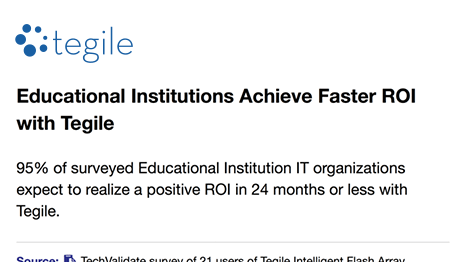 tegile
Educational Institutions Achieve Faster ROI
with Tegile
95% of surveyed Educational Institution IT organizations
expect to realize a positive ROI in 24 months or less with
Tegile.
Source: TechValidate survey of 21 users of Tegile Intelligent Flash Array